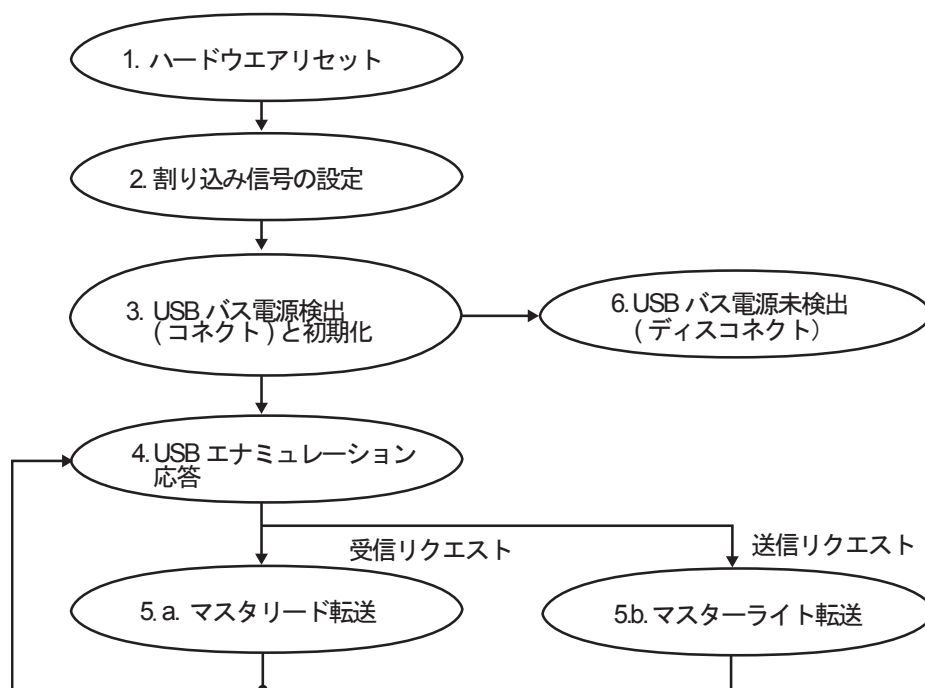 1. ハードウエアリセット
2. 割り込み信号の設定
3. USB バス電源検出
( コネクト ) と初期化
6. USB バス電源未検出
( ディスコネクト）
4. USB エナミュレーション
応答
受信リクエスト
送信リクエスト
5. a. マスタリード転送
5.b. マスターライト転送